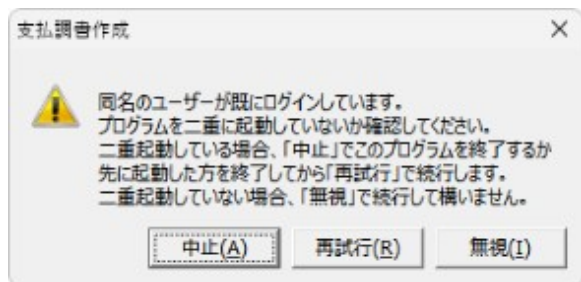 支払調書作成
同名のユーザーが既にログインしています。
プログラムを二重に起動していないか確認してください。
二重起動している場合、「中止」でこのプログラムを終了するか
先に起動した方を終了してから「再試行」で続行します。
二重起動していない場合、「無視」で続行して構いません。
中止(A) 再試行(R) 無視(I)